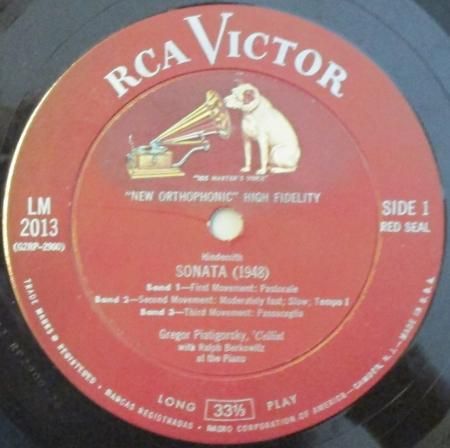 RCA VICTOR
"HIS MASTER'S VOICE"
"NEW ORTHOPHONIC" HIGH FIDELITY
LM
2013
(G2RP-2900)
SIDE 1
RED SEAL
Hindemith
SONATA (1948)
Band 1—First Movement: Pastorale
Band 2—Second Movement: Moderately fast; Slow; Tempo I
Band 3—Third Movement: Passacaglia
Gregor Piatigorsky, 'Cellist
with Ralph Berkowitz
at the Piano
LONG 33⅓ PLAY
TRADE MARKS ® REGISTERED • MARCAS REGISTRADAS • RADIO CORPORATION OF AMERICA—CAMDEN, N. J.—MADE IN U.S.A.